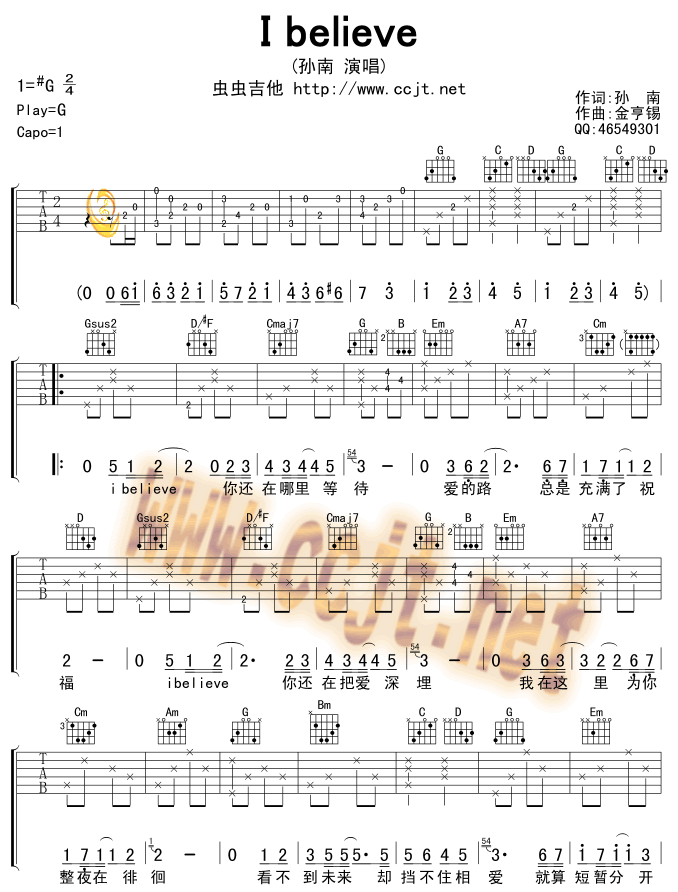 I believe
(孙南 演唱)
虫虫吉他 http://www.ccjt.net
1=#G 2/4
Play=G
Capo=1
作词:孙 南
作曲:金亨锡
QQ:46549301
G C D G C D
T A B 2 4
(0 0 6 1 6 3 2 1 5 7 2 1 4 3 6 #6 7 3 1 2 3 4 5 1 2 3 4 5)
Gsus2 D/#F Cmaj7 G B Em A7 Cm
T A B
0 5 1 2 2 0 2 3 4 3 4 4 5 3 - 0 3 6 2 2· 6 7 1 7 1 1 2
i believe 你还 在哪里 等 待 爱的路 总是 充满了 祝
D Gsus2 D/#F Cmaj7 G B Em A7
T A B
2 - 0 5 1 2 2· 2 3 4 3 4 4 5 3 - 0 3 6 3 3 2 2 6 7
福 ibelieve 你还 在把爱 深 埋 我在这 里 为你
www.ccjt.net
Cm Am G Bm C D G Em
T A B
1 7 1 1 2 2 - 0 1 2 3 5 5· 5 4 3 1 2 3 0 1 7 1 1 3
整夜在 徘 徊 看不 到未来 却 挡不住相 爱 就算 短暂分 开